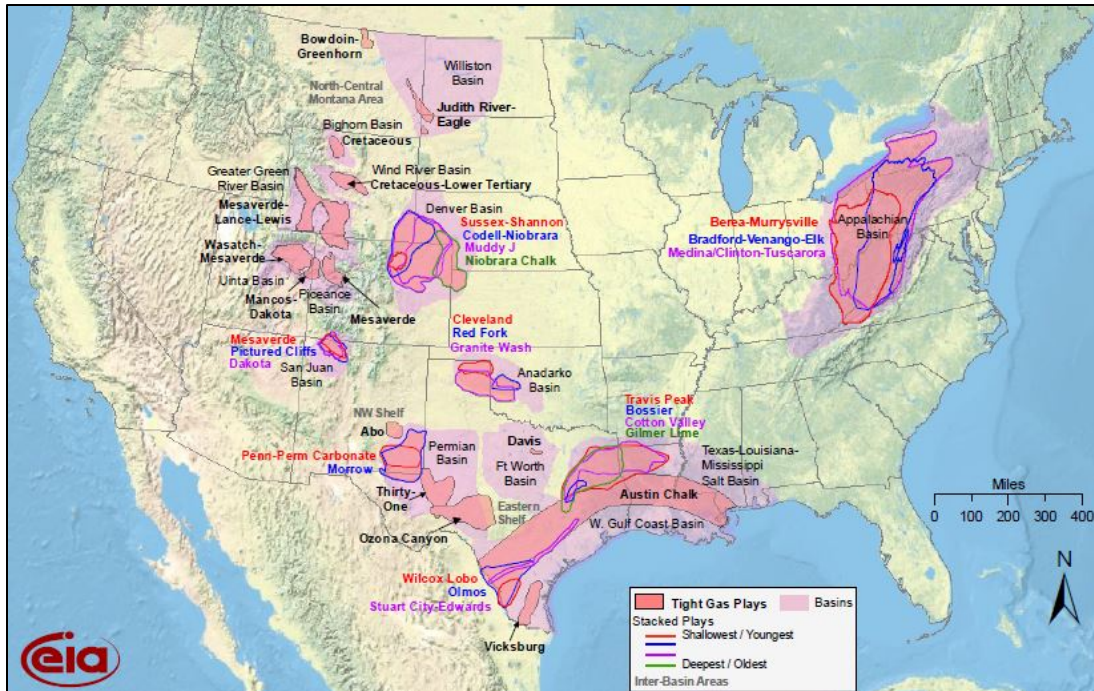 Bowdoin-
Greenhorn
Williston
Basin
North-Central
Montana Area
Judith River-
Eagle
Bighorn Basin
Cretaceous
Wind River Basin
Cretaceous-Lower Tertiary
Greater Green
River Basin
Mesaverde-
Lance-Lewis
Denver Basin
Sussex-Shannon
Codell-Niobrara
Muddy J
Niobrara Chalk
Berea-Murrysville
Appalachian
Basin
Bradford-Venango-Elk
Medina/Clinton-Tuscarora
Wasatch-
Mesaverde
Uinta Basin
Mancos-
Dakota
Piceance
Basin
Mesaverde
Mesaverde
Pictured Cliffs
Dakota
San Juan
Basin
Cleveland
Red Fork
Granite Wash
Anadarko
Basin
NW Shelf
Abo
Penn-Perm Carbonate
Morrow
Permian
Basin
Davis
Ft Worth
Basin
Travis Peak
Bossier
Cotton Valley
Gilmer Lime
Texas-Louisiana-
Mississippi
Salt Basin
Thirty-
One
Eastern
Shelf
Ozona Canyon
Austin Chalk
W. Gulf Coast Basin
Wilcox Lobo
Olmos
Stuart City-Edwards
Vicksburg
Miles
0 100 200 300 400
N
Tight Gas Plays
Basins
Stacked Plays
Shallowest / Youngest
Deepest / Oldest
Inter-Basin Areas
eia